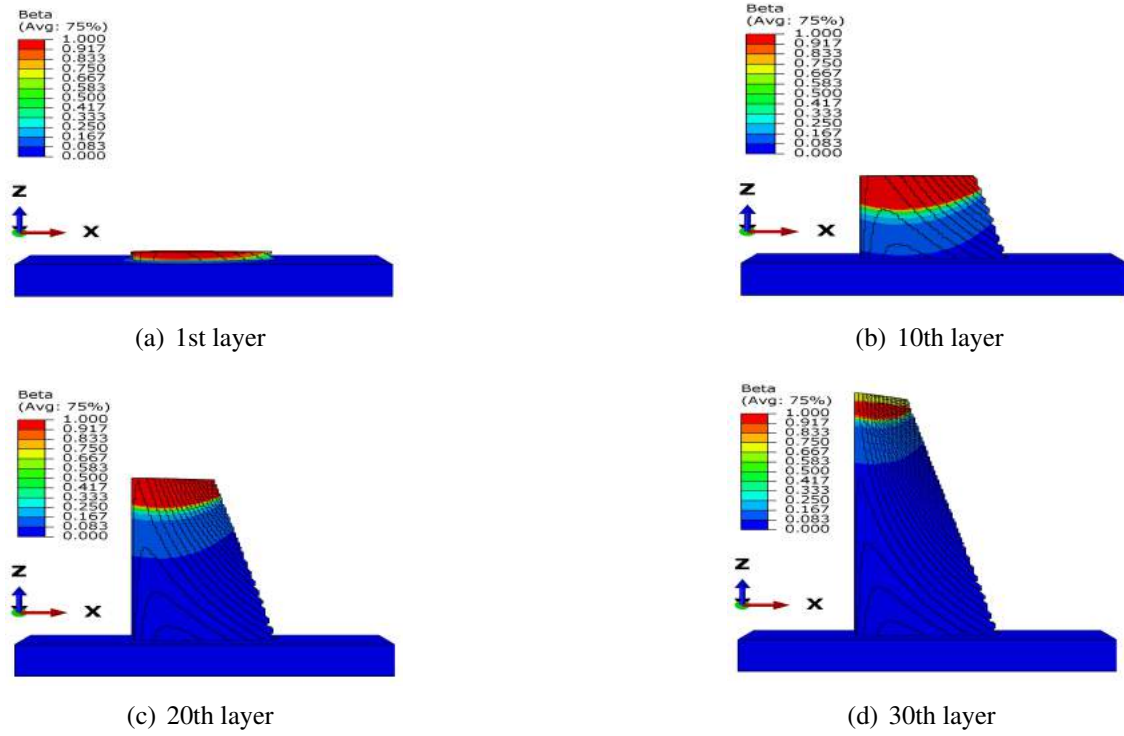 Beta
(Avg: 75%)
1.000
0.917
0.833
0.750
0.667
0.583
0.500
0.417
0.333
0.250
0.167
0.083
0.000
Z
X
(a) 1st layer
Beta
(Avg: 75%)
1.000
0.917
0.833
0.750
0.667
0.583
0.500
0.417
0.333
0.250
0.167
0.083
0.000
Z
X
(b) 10th layer
Beta
(Avg: 75%)
1.000
0.917
0.833
0.750
0.667
0.583
0.500
0.417
0.333
0.250
0.167
0.083
0.000
Z
X
(c) 20th layer
Beta
(Avg: 75%)
1.000
0.917
0.833
0.750
0.667
0.583
0.500
0.417
0.333
0.250
0.167
0.083
0.000
Z
X
(d) 30th layer